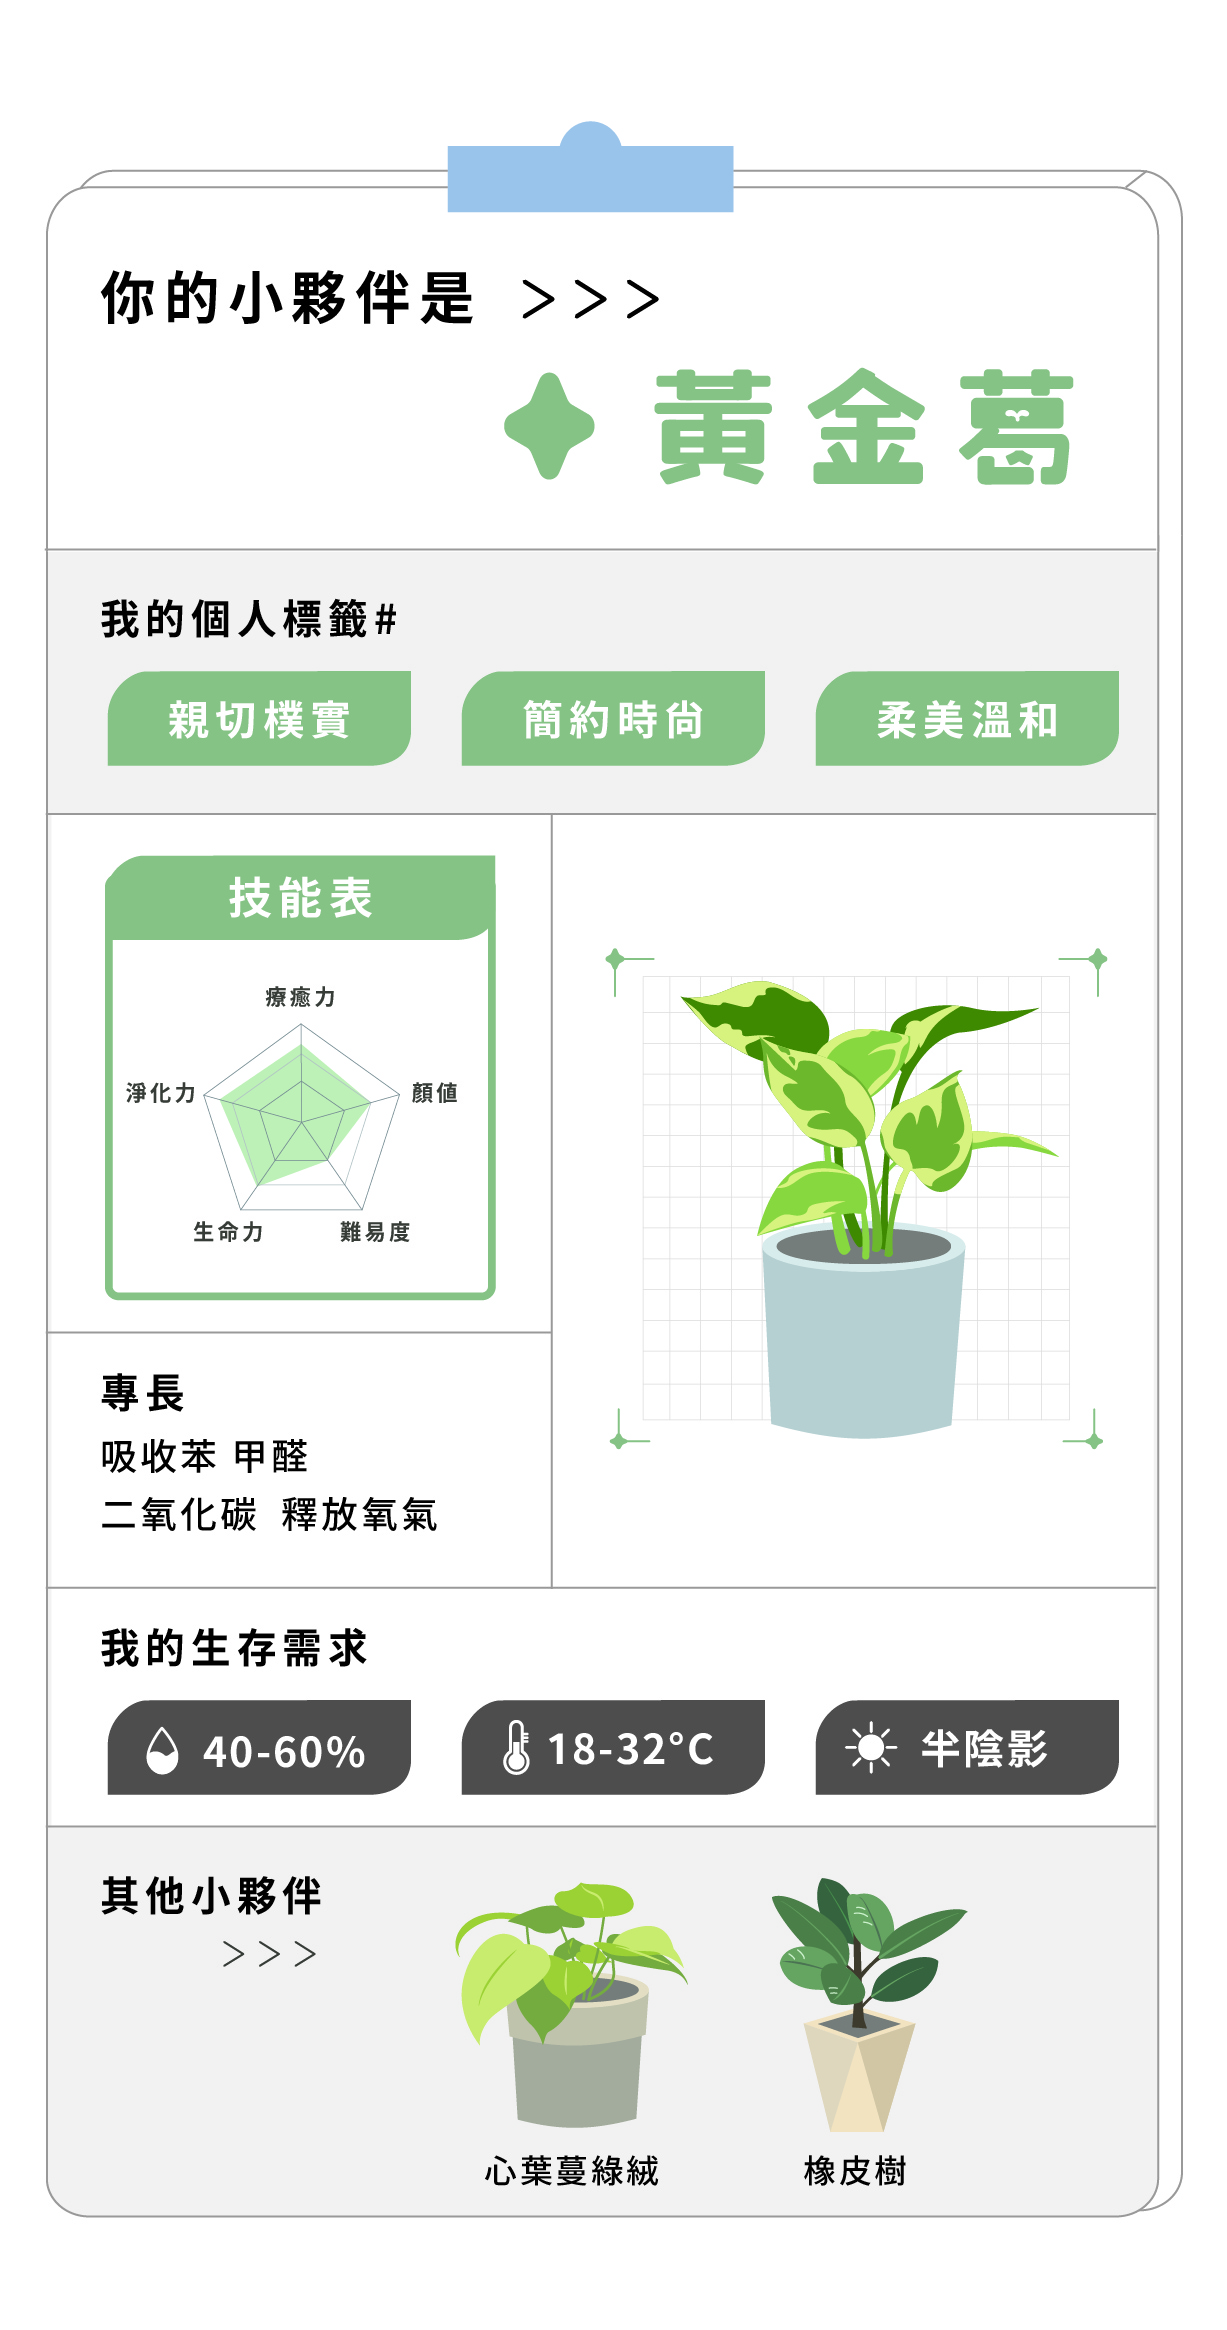 你的小夥伴是 >>>
黃金葛
我的個人標籤#
親切樸實 簡約時尚 柔美溫和
技能表
療癒力
淨化力 顏值
生命力 難易度
專長
吸收苯 甲醛
二氧化碳 釋放氧氣
我的生存需求
40-60% 18-32°C 半陰影
其他小夥伴
>>>
心葉蔓綠絨 橡皮樹